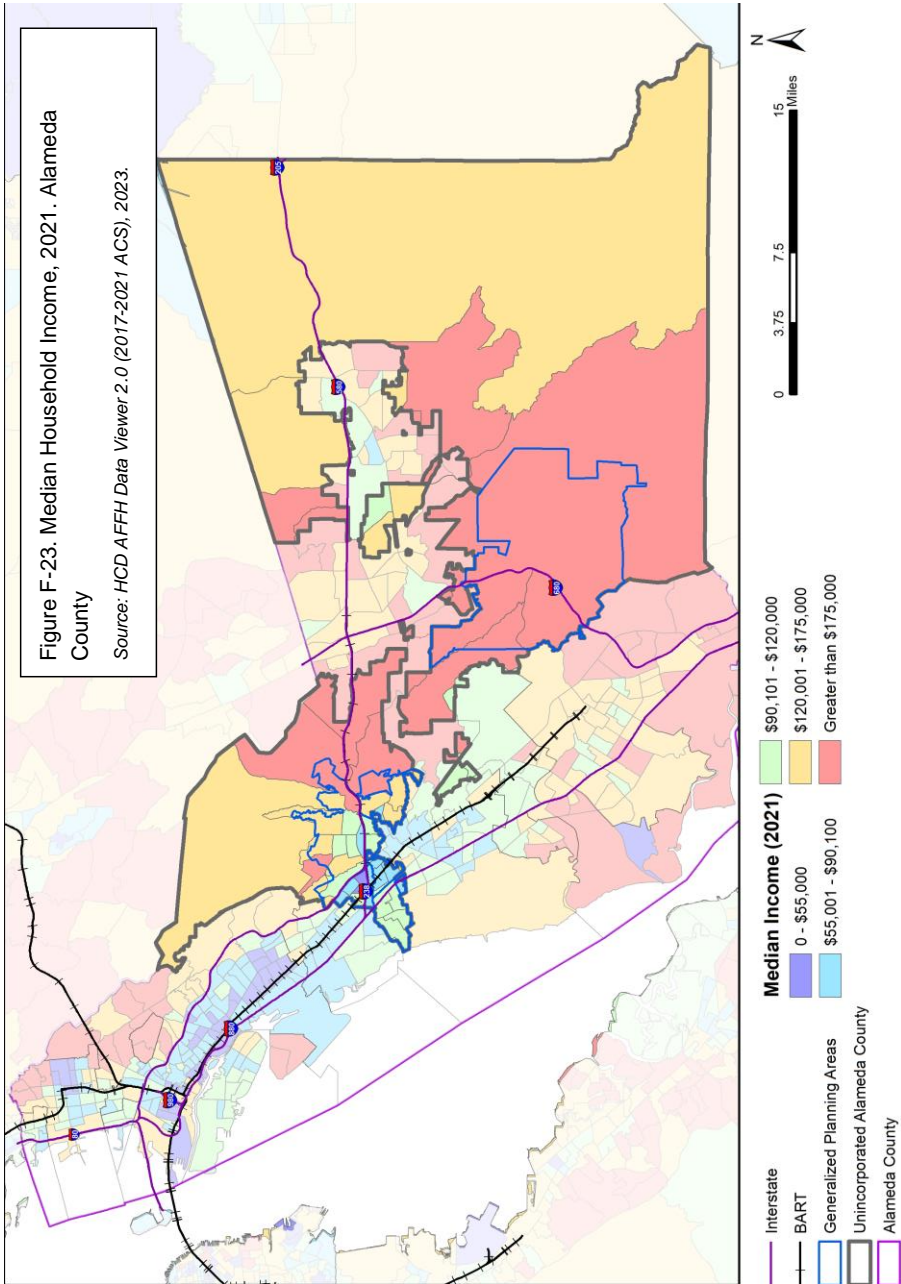 Figure F-23. Median Household Income, 2021. Alameda
County
Source: HCD AFFH Data Viewer 2.0 (2017-2021 ACS), 2023.
205
580
680
238
880
980
80
N
0 3.75 7.5 15
Miles
Interstate
BART
Generalized Planning Areas
Unincorporated Alameda County
Alameda County
Median Income (2021)
0 - $55,000
$55,001 - $90,100
$90,101 - $120,000
$120,001 - $175,000
Greater than $175,000